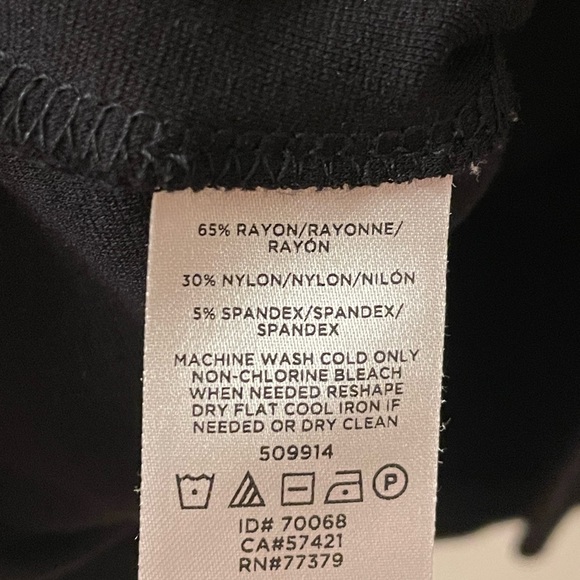 65% RAYON/RAYONNE/
RAYÓN
30% NYLON/NYLON/NILÓN
5% SPANDEX/SPANDEX/
SPANDEX
MACHINE WASH COLD ONLY
NON-CHLORINE BLEACH
WHEN NEEDED RESHAPE
DRY FLAT COOL IRON IF
NEEDED OR DRY CLEAN
509914
P
ID# 70068
CA#57421
RN#77379